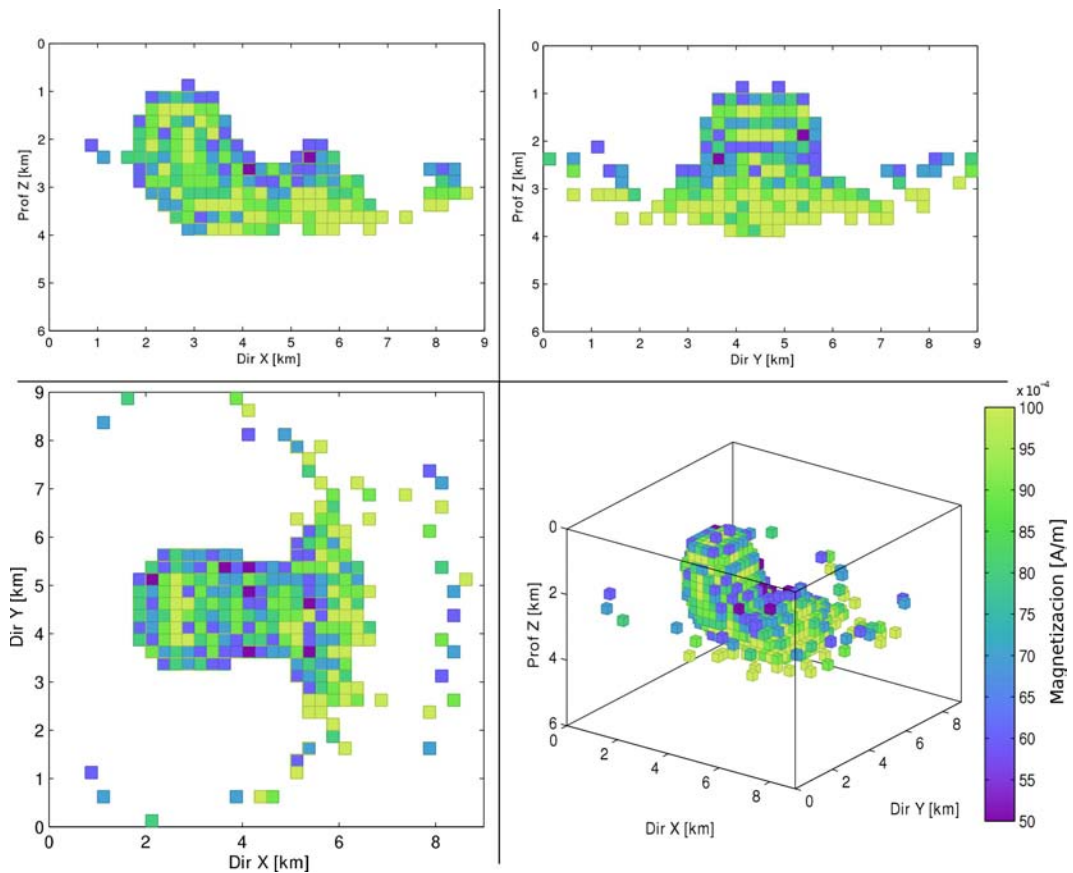 0
1
2
3
4
5
6
Prof Z [km]
0 1 2 3 4 5 6 7 8 9
Dir X [km]
0
1
2
3
4
5
6
Prof Z [km]
0 1 2 3 4 5 6 7 8 9
Dir Y [km]
9
8
7
6
5
4
3
2
1
0
Dir Y [km]
0 2 4 6 8
Dir X [km]
0
2
4
6
Prof Z [km]
0 2 4 6 8
Dir X [km]
0 2 4 6 8
Dir Y [km]
x 10⁻⁴
100
95
90
85
80
75
70
65
60
55
50
Magnetizacion [A/m]